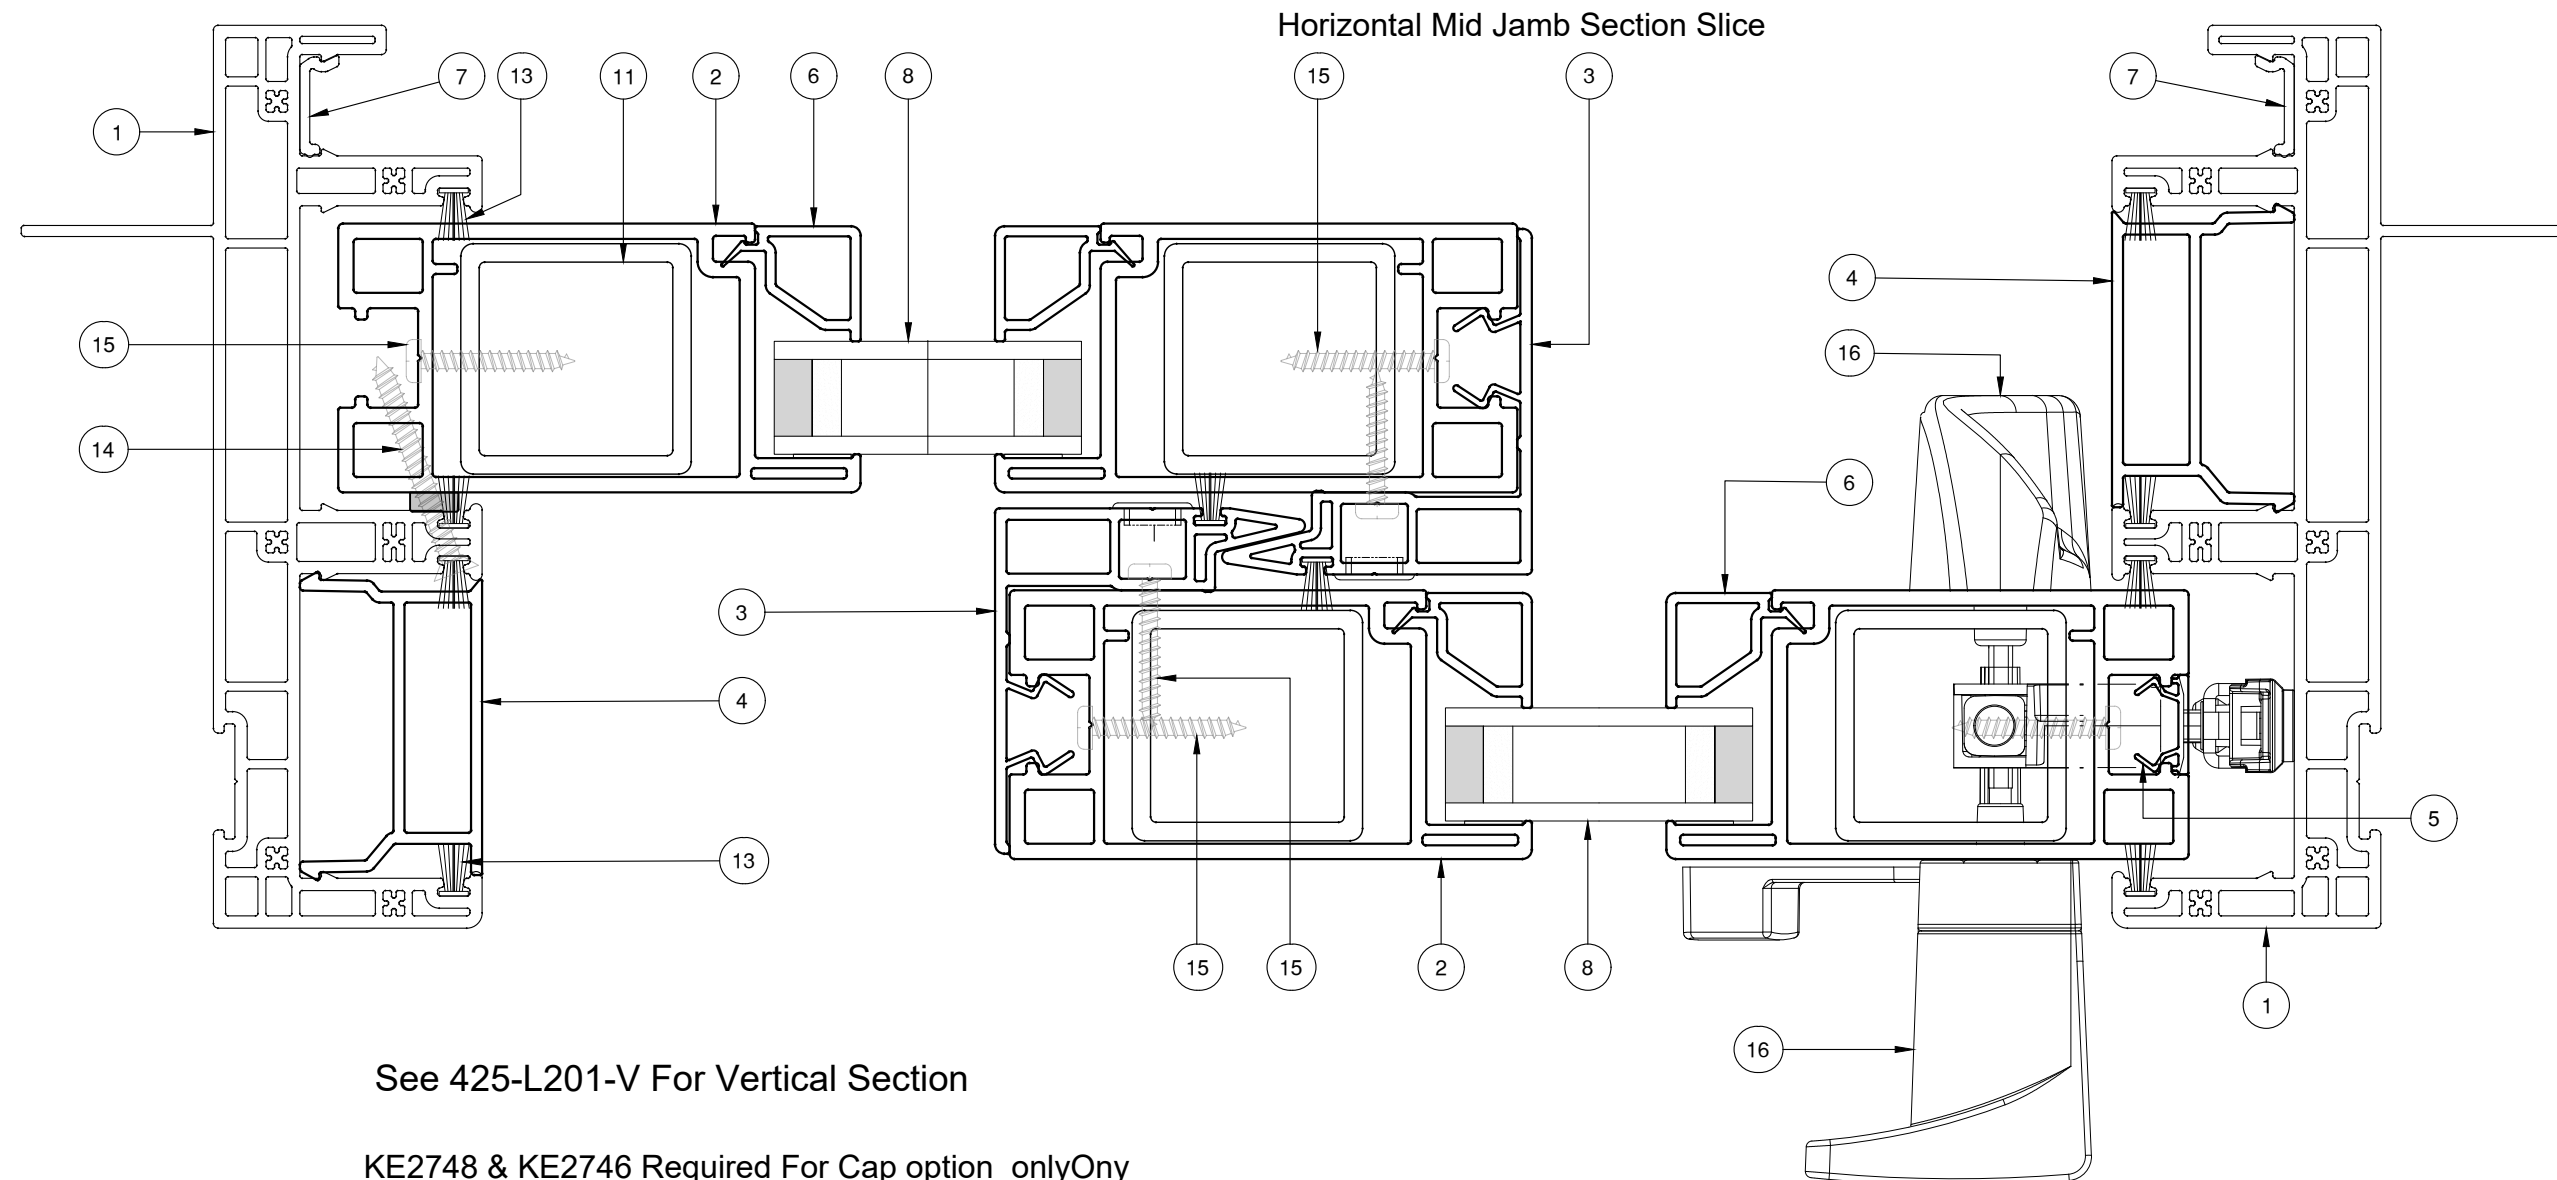 Horizontal Mid Jamb Section Slice
7 13 11 2 6 8 15 3 7
1
4
15
16
14
6
3
4
5
13
15 15 2 8
1
16
See 425-L201-V For Vertical Section
KE2748 & KE2746 Required For Cap option onlyOny